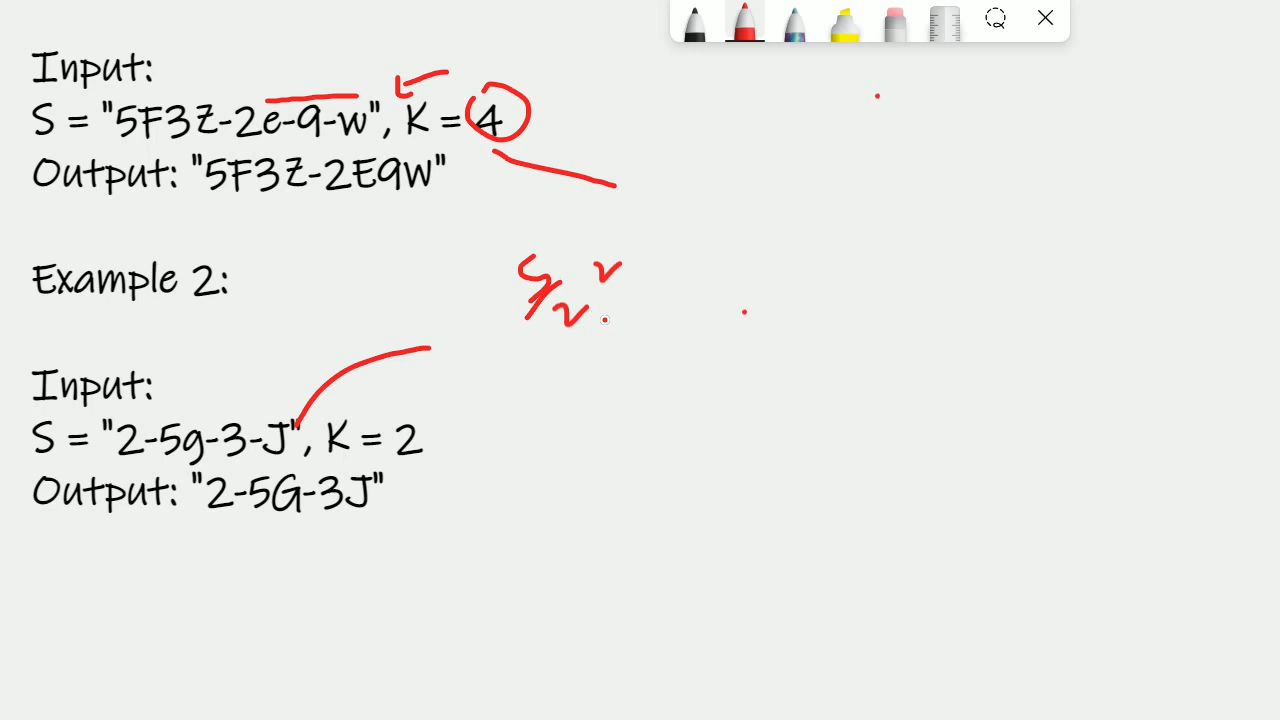 Input:
S = "5F3Z-2e-9-w", K = 4
Output: "5F3Z-2E9W"
Example 2:
Input:
S = "2-5g-3-J", K = 2
Output: "2-5G-3J"